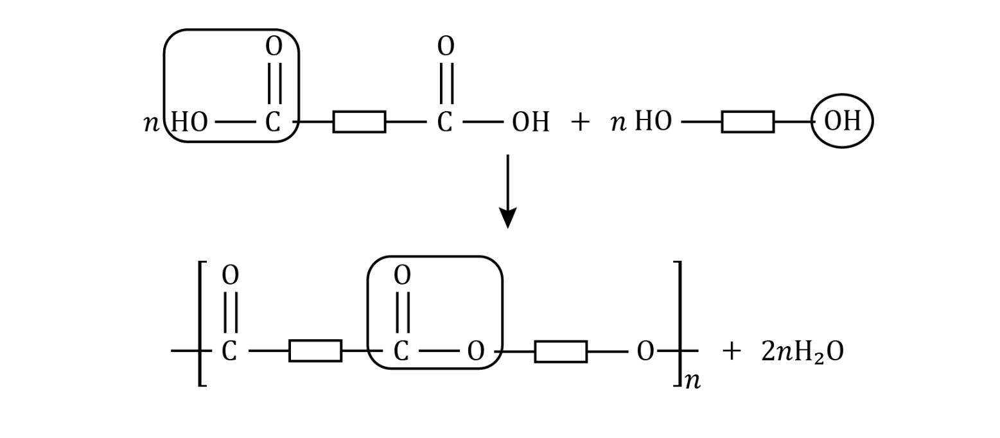 O O
n HO C C OH + n HO OH
O O
C C O O n + 2nH₂O